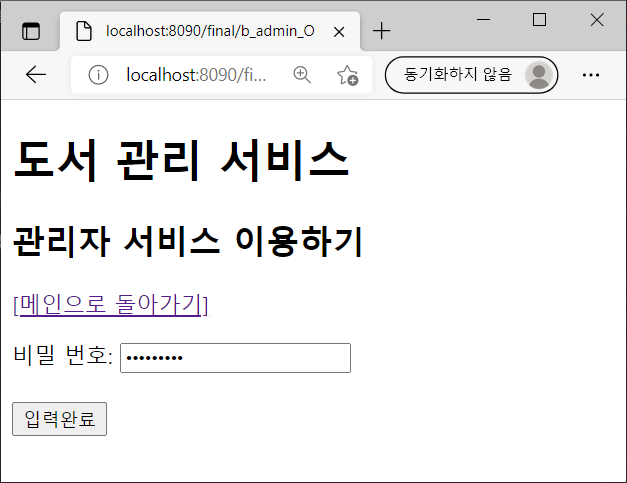 localhost:8090/final/b_admin_O
localhost:8090/fi...
동기화하지 않음
도서 관리 서비스
관리자 서비스 이용하기
[메인으로 돌아가기]
비밀 번호: •••••••••
입력완료